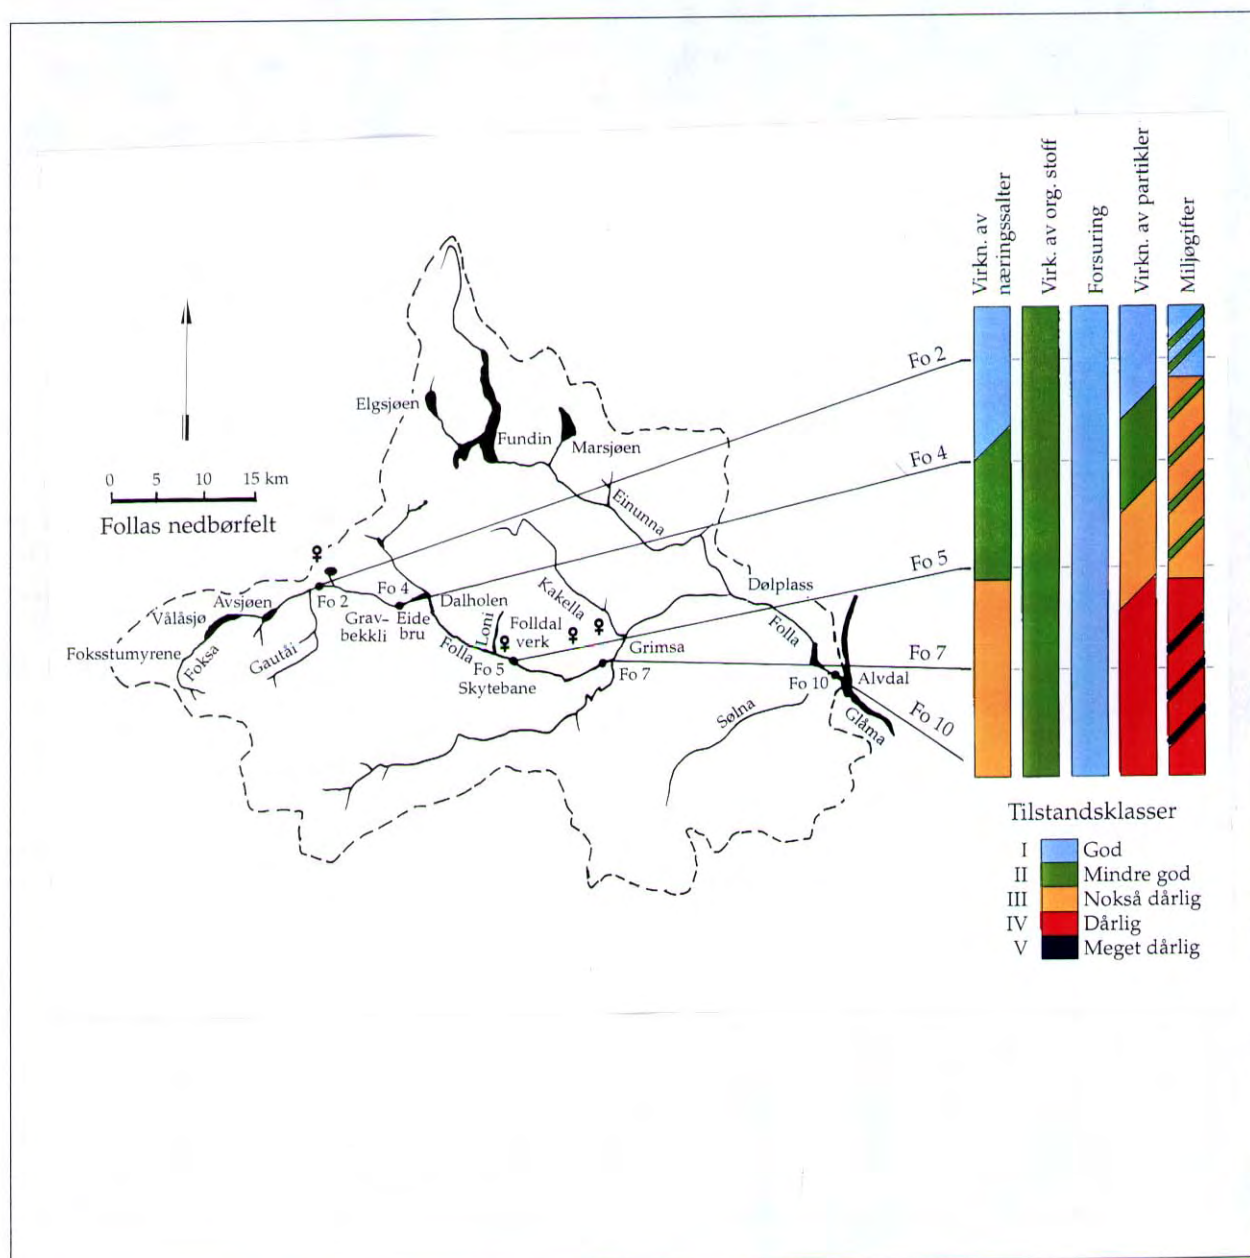 Virkn. av
næringssalter
Virk. av org. stoff
Forsuring
Virkn. av partikler
Miljøgifter
Fo 2
Elgsjøen
Fundin
Marsjøen
Fo 4
0 5 10 15 km
Follas nedbørfelt
Einunna
Fo 5
Dølplass
Avsjøen
Fo 2
Fo 4
Dalholen
Kakella
Vålåsjø
Grav-
bekkli
Eide
bru
Loni
Folldal
verk
Folla
Foksstumyrene
Foksa
Gautåi
Folla
Grimsa
Fo 7
Fo 5
Skytebane
Fo 7
Fo 10
Alvdal
Sølna
Glåma
Fo 10
Tilstandsklasser
I God
II Mindre god
III Nokså dårlig
IV Dårlig
V Meget dårlig